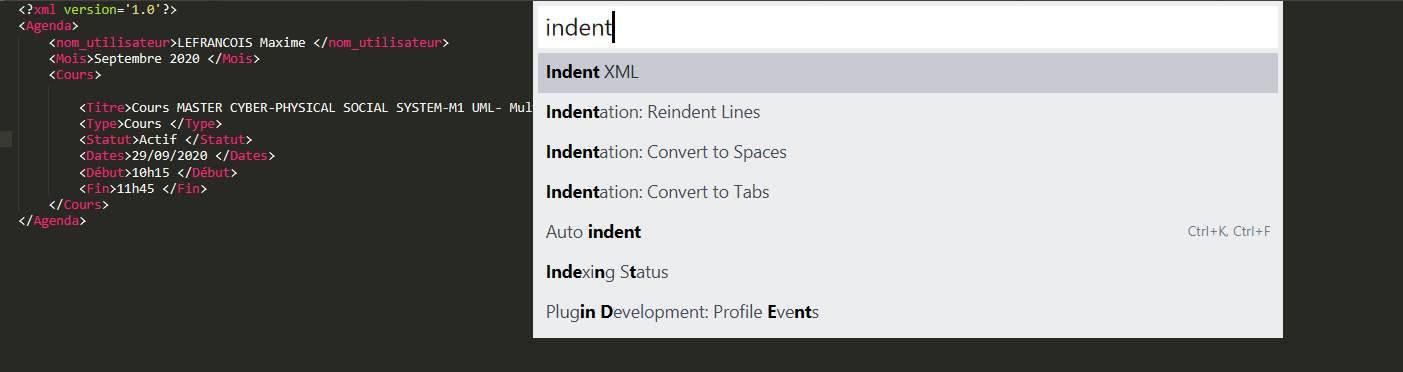 <?xml version='1.0'?>
<Agenda>
<nom_utilisateur>LEFRANCOIS Maxime </nom_utilisateur>
<Mois>Septembre 2020 </Mois>
<Cours>
<Titre>Cours MASTER CYBER-PHYSICAL SOCIAL SYSTEM-M1 UML- Mul
<Type>Cours </Type>
<Statut>Actif </Statut>
<Dates>29/09/2020 </Dates>
<Début>10h15 </Début>
<Fin>11h45 </Fin>
</Cours>
</Agenda>
indent
Indent XML
Indentation: Reindent Lines
Indentation: Convert to Spaces
Indentation: Convert to Tabs
Auto indent Ctrl+K, Ctrl+F
Indexing Status
Plugin Development: Profile Events